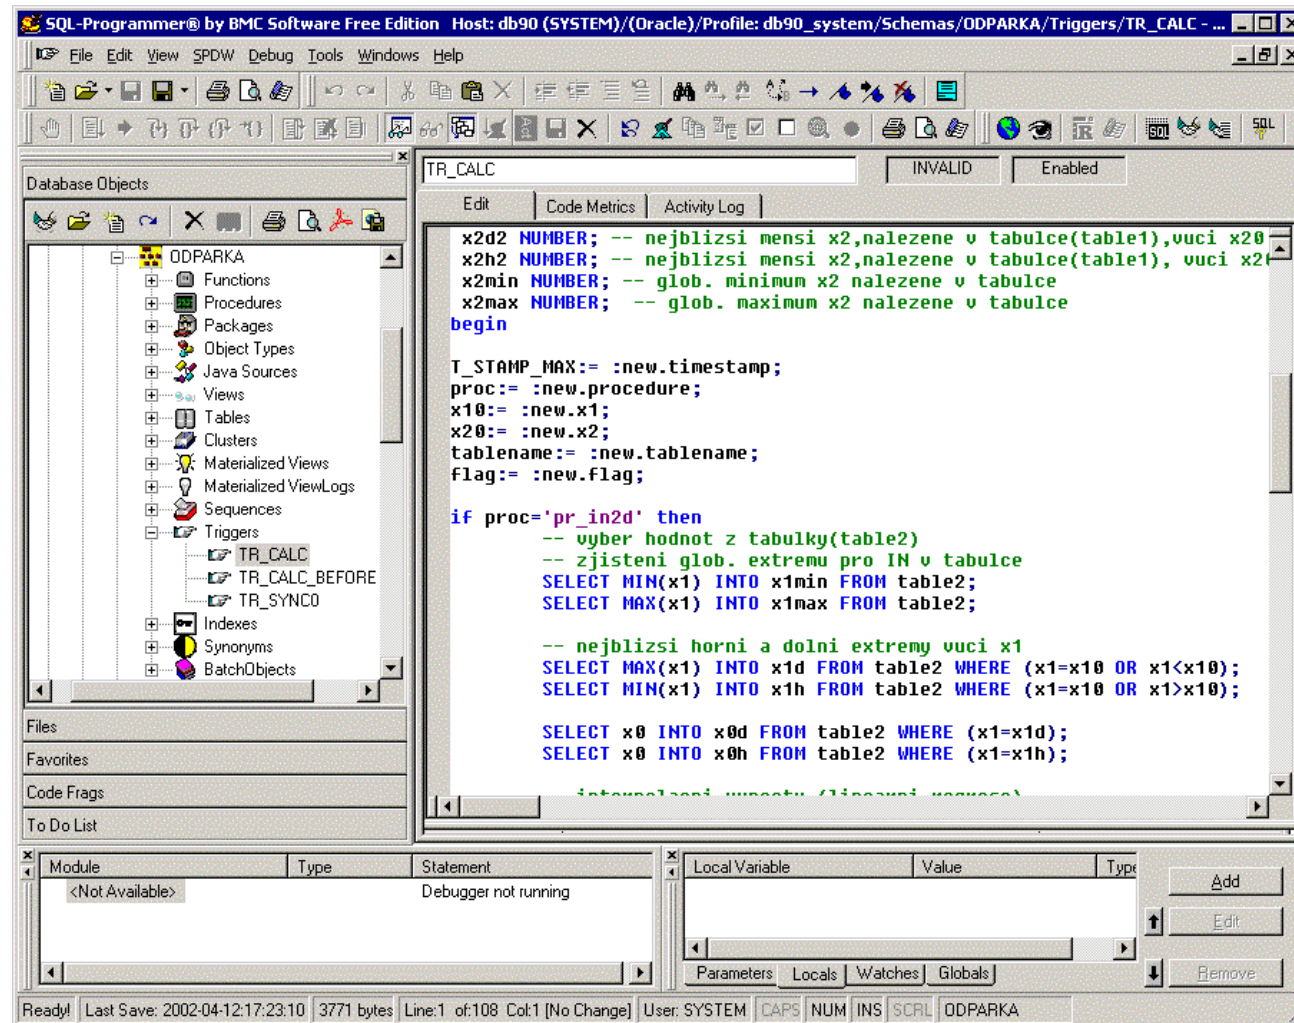 SQL-Programmer® by BMC Software Free Edition Host: db90 (SYSTEM)/(Oracle)/Profile: db90_system/Schemas/ODPARKA/Triggers/TR_CALC - ...
File Edit View SPDW Debug Tools Windows Help
SQL
SQL
Database Objects
ODPARKA
Functions
Procedures
Packages
Object Types
Java Sources
Views
Tables
Clusters
Materialized Views
Materialized ViewLogs
Sequences
Triggers
TR_CALC
TR_CALC_BEFORE
TR_SYNC0
Indexes
Synonyms
BatchObjects
Files
Favorites
Code Frags
To Do List
TR_CALC
INVALID
Enabled
Edit
Code Metrics
Activity Log
x2d2 NUMBER; -- nejblizsi mensi x2,nalezene v tabulce(table1),vuci x20
x2h2 NUMBER; -- nejblizsi mensi x2,nalezene v tabulce(table1), vuci x2
x2min NUMBER; -- glob. minimum x2 nalezene v tabulce
x2max NUMBER;  -- glob. maximum x2 nalezene v tabulce
begin
T_STAMP_MAX:= :new.timestamp;
proc:= :new.procedure;
x10:= :new.x1;
x20:= :new.x2;
tablename:= :new.tablename;
flag:= :new.flag;
if proc='pr_in2d' then
-- vyber hodnot z tabulky(table2)
-- zjisteni glob. extremu pro IN v tabulce
SELECT MIN(x1) INTO x1min FROM table2;
SELECT MAX(x1) INTO x1max FROM table2;
-- nejblizsi horni a dolni extremy vuci x1
SELECT MAX(x1) INTO x1d FROM table2 WHERE (x1=x10 OR x1<x10);
SELECT MIN(x1) INTO x1h FROM table2 WHERE (x1=x10 OR x1>x10);
SELECT x0 INTO x0d FROM table2 WHERE (x1=x1d);
SELECT x0 INTO x0h FROM table2 WHERE (x1=x1h);
Module Type Statement
<Not Available> Debugger not running
Local Variable Value Type
Add
Edit
Remove
Parameters Locals Watches Globals
Ready! Last Save: 2002-04-12:17:23:10 3771 bytes Line:1 of:108 Col:1 [No Change] User: SYSTEM CAPS NUM INS SCRL ODPARKA